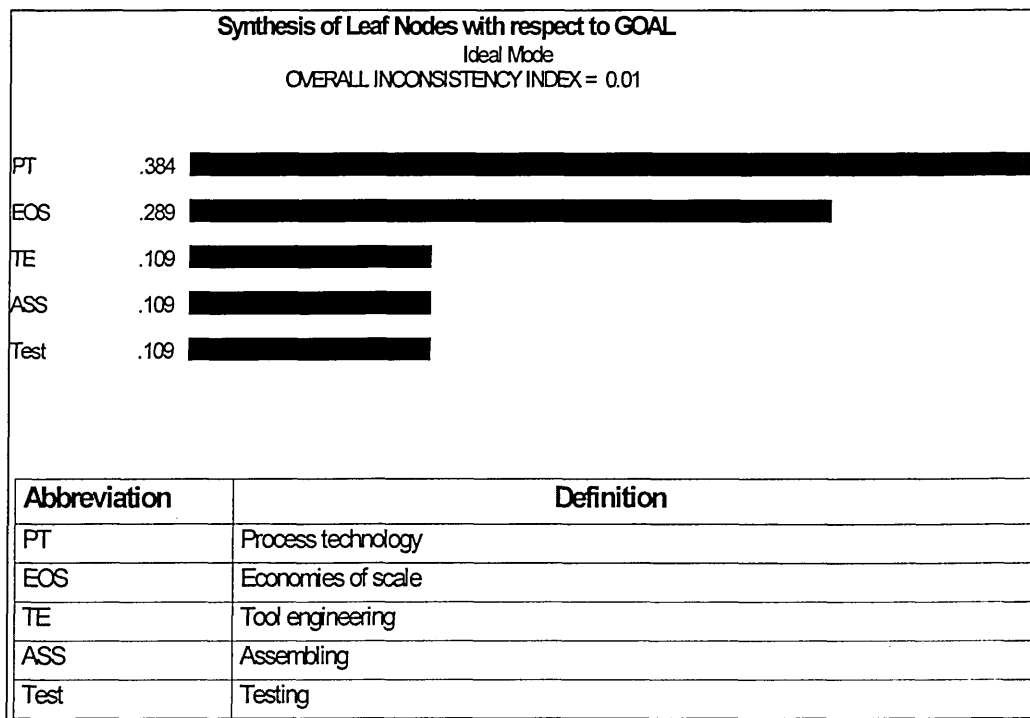 Synthesis of Leaf Nodes with respect to GOAL
Ideal Mode
OVERALL INCONSISTENCY INDEX = 0.01
PT .384
EOS .289
TE .109
ASS .109
Test .109
Abbreviation Definition
PT Process technology
EOS Economies of scale
TE Tool engineering
ASS Assembling
Test Testing